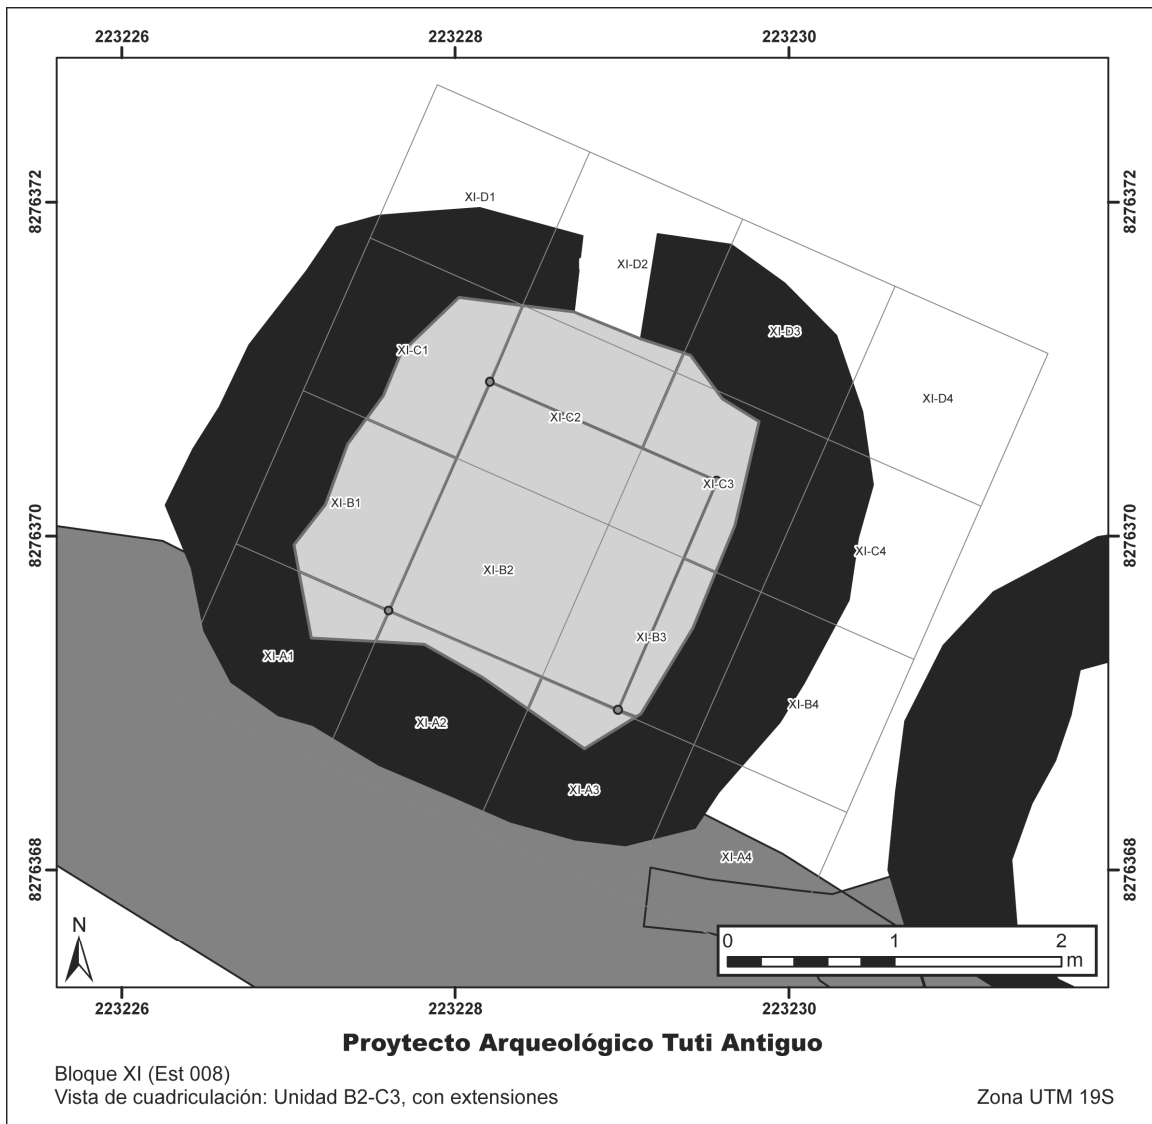 223226 223228 223230
8276372 8276372
XI-D1
XI-D2
XI-D3
XI-C1
XI-D4
XI-C2
XI-C3
XI-B1
8276370 8276370
XI-C4
XI-B2
XI-B3
XI-A1
XI-B4
XI-A2
XI-A3
XI-A4
8276368 8276368
N
0 1 2
m
223226 223228 223230
Proytecto Arqueológico Tuti Antiguo
Bloque XI (Est 008)
Vista de cuadriculación: Unidad B2-C3, con extensiones
Zona UTM 19S